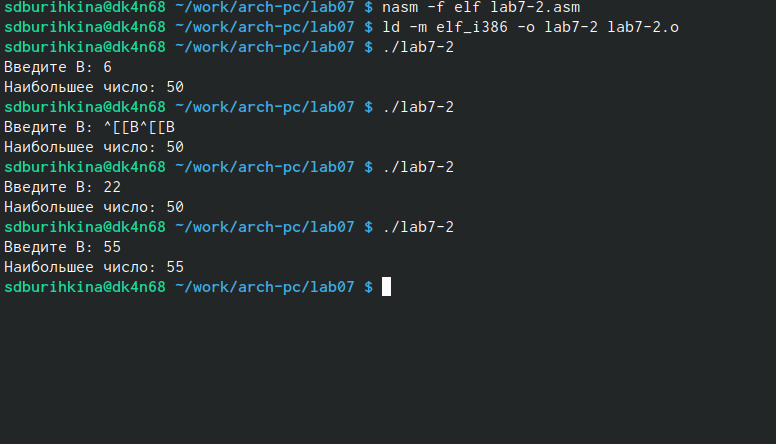 sdburihkina@dk4n68 ~/work/arch-pc/lab07 $ nasm -f elf lab7-2.asm
sdburihkina@dk4n68 ~/work/arch-pc/lab07 $ ld -m elf_i386 -o lab7-2 lab7-2.o
sdburihkina@dk4n68 ~/work/arch-pc/lab07 $ ./lab7-2
Введите B: 6
Наибольшее число: 50
sdburihkina@dk4n68 ~/work/arch-pc/lab07 $ ./lab7-2
Введите B: ^[[B^[[B
Наибольшее число: 50
sdburihkina@dk4n68 ~/work/arch-pc/lab07 $ ./lab7-2
Введите B: 22
Наибольшее число: 50
sdburihkina@dk4n68 ~/work/arch-pc/lab07 $ ./lab7-2
Введите B: 55
Наибольшее число: 55
sdburihkina@dk4n68 ~/work/arch-pc/lab07 $